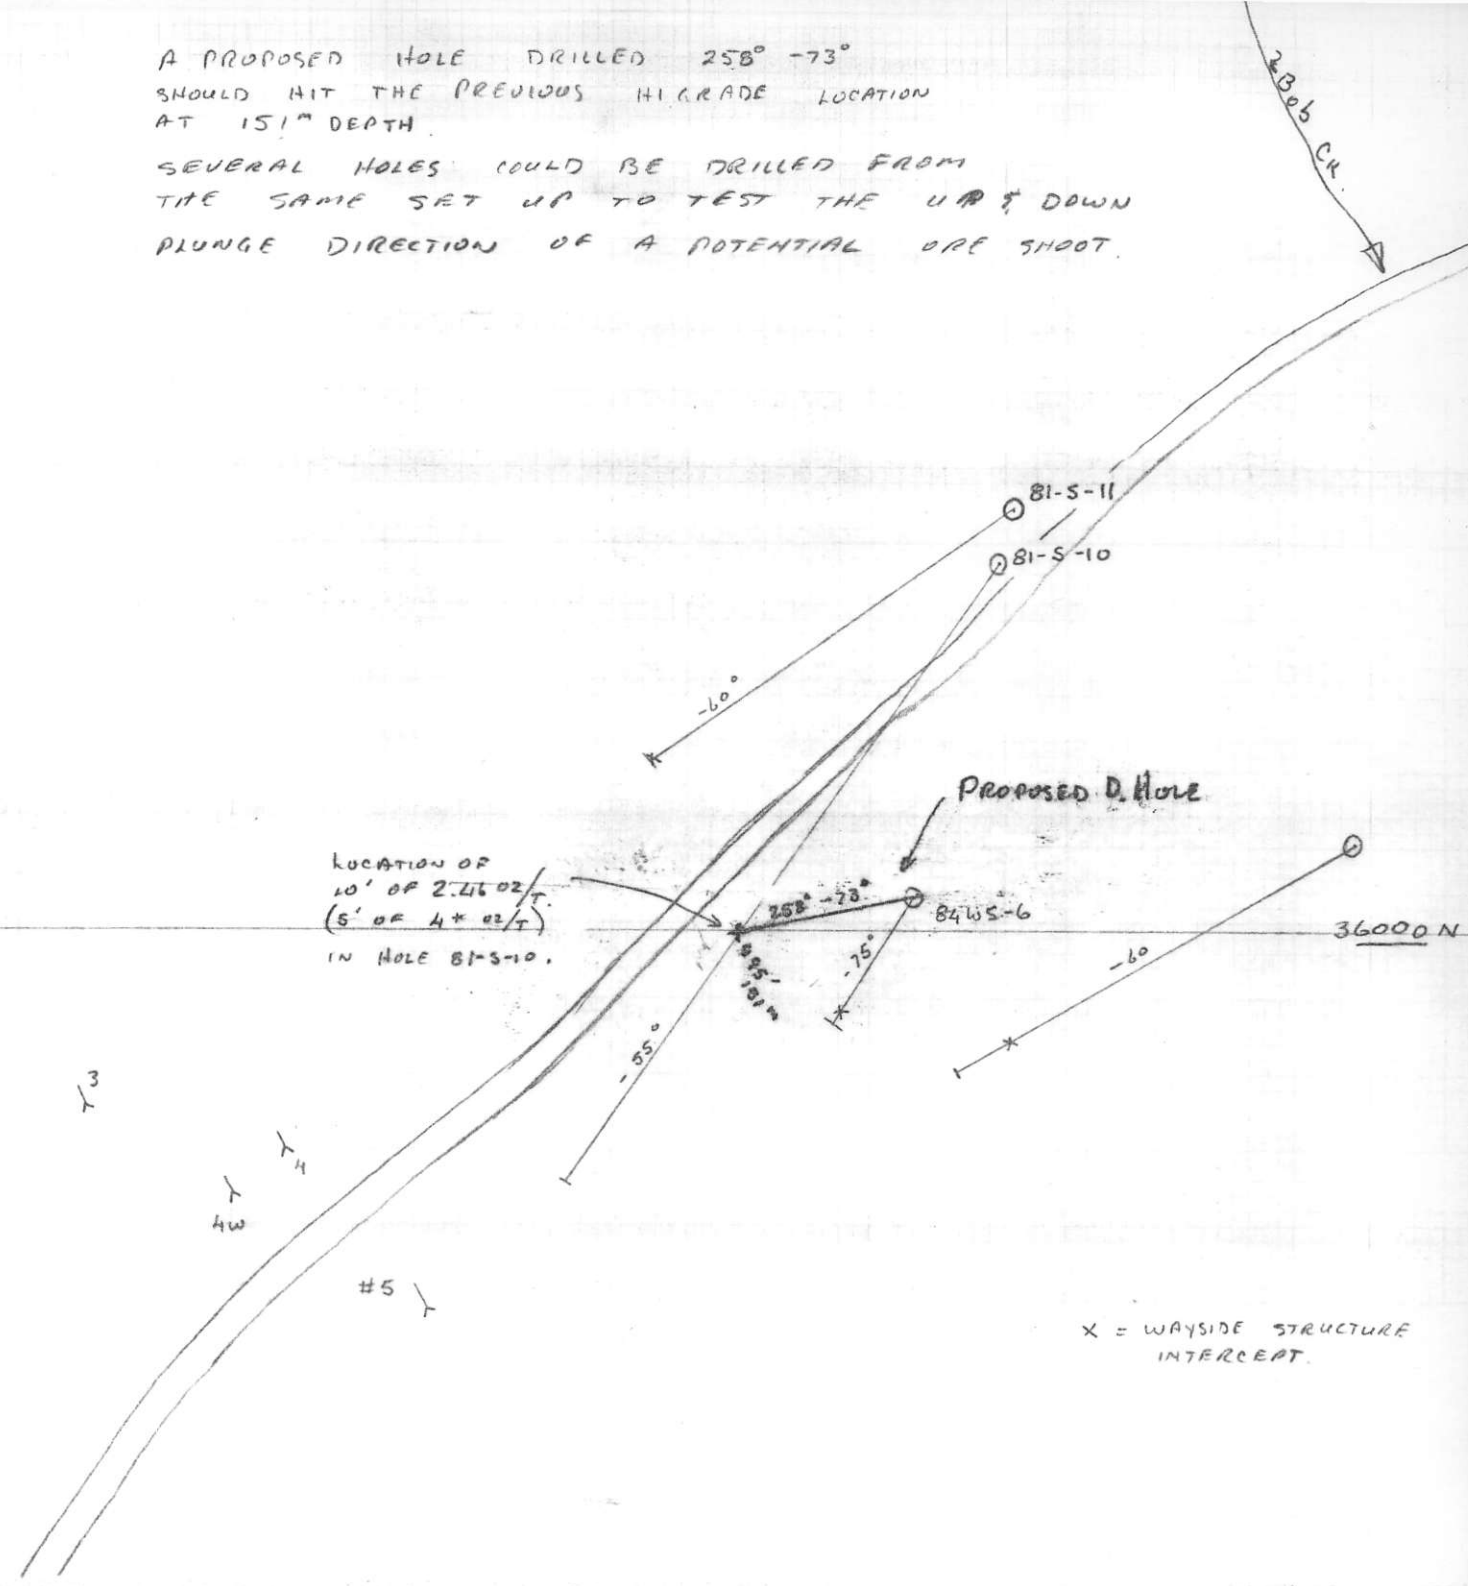 A PROPOSED HOLE DRILLED 258° -73°
SHOULD HIT THE PREVIOUS HIGRADE LOCATION
AT 151m DEPTH.
SEVERAL HOLES COULD BE DRILLED FROM
THE SAME SET UP TO TEST THE UP & DOWN
PLUNGE DIRECTION OF A POTENTIAL ORE SHOOT.
BOB CK.
81-S-11
81-S-10
-60°
PROPOSED D. HOLE
LOCATION OF
10' OF 2.46 OZ/T.
(5' OF 4+ OZ/T)
IN HOLE 81-S-10.
258° -73°
84WS-6
36000 N
-75°
-60
-55°
3
4
4W
#5
X = WAYSIDE STRUCTURE
INTERCEPT.